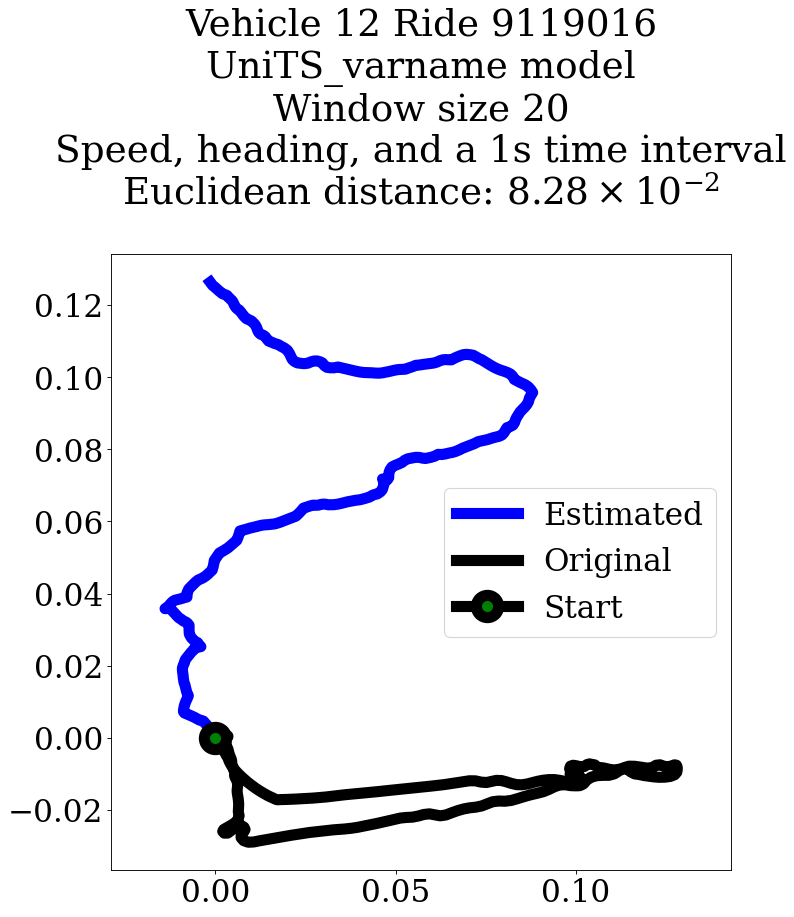 Vehicle 12 Ride 9119016
UniTS_varname model
Window size 20
Speed, heading, and a 1s time interval
Euclidean distance: 8.28 × 10⁻²
0.12
0.10
0.08
0.06
0.04
0.02
0.00
−0.02
Estimated
Original
Start
0.00 0.05 0.10